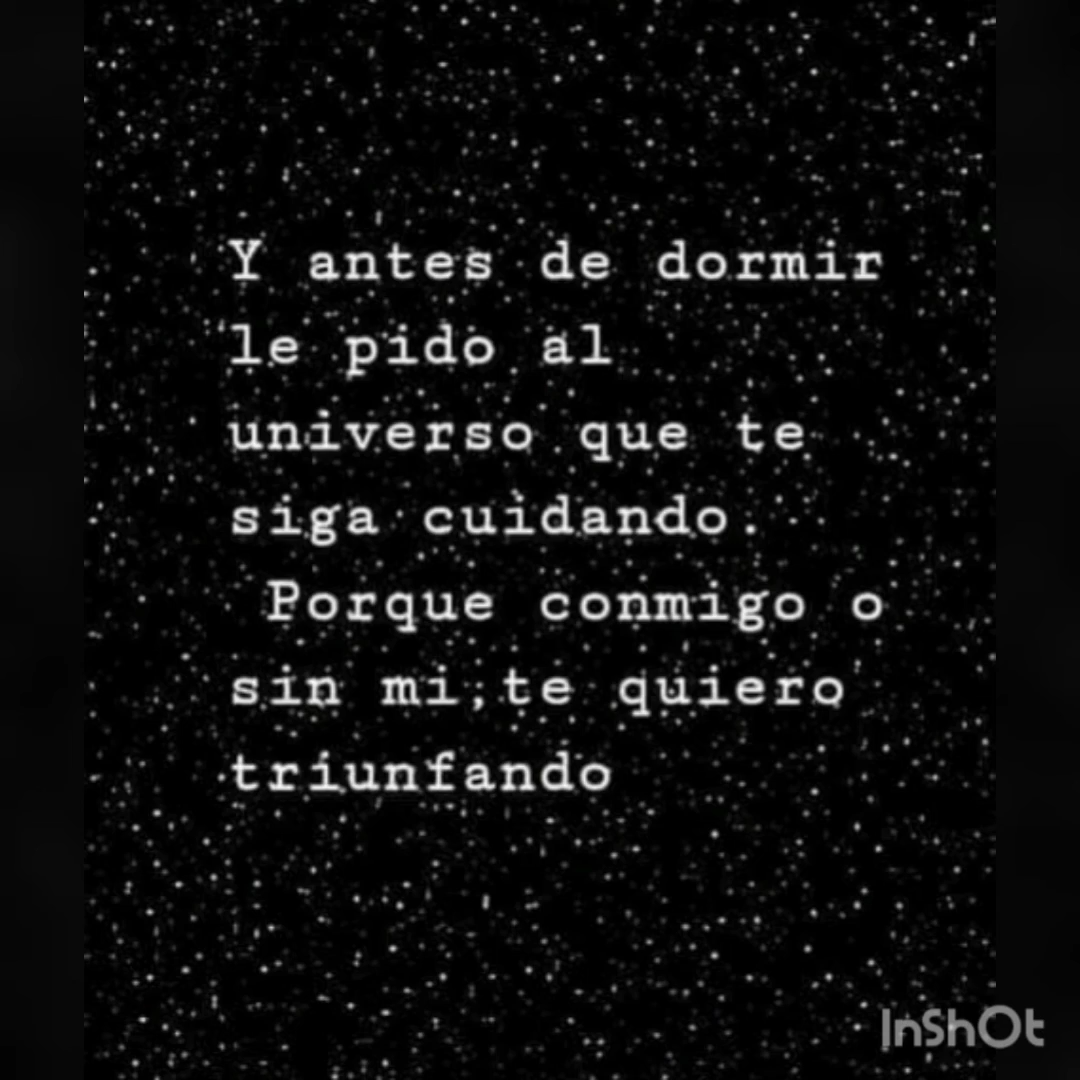 Y antes de dormir
le pido al
universo que te
siga cuidando.
Porque conmigo o
sin mi,te quiero
triunfando
InShOt